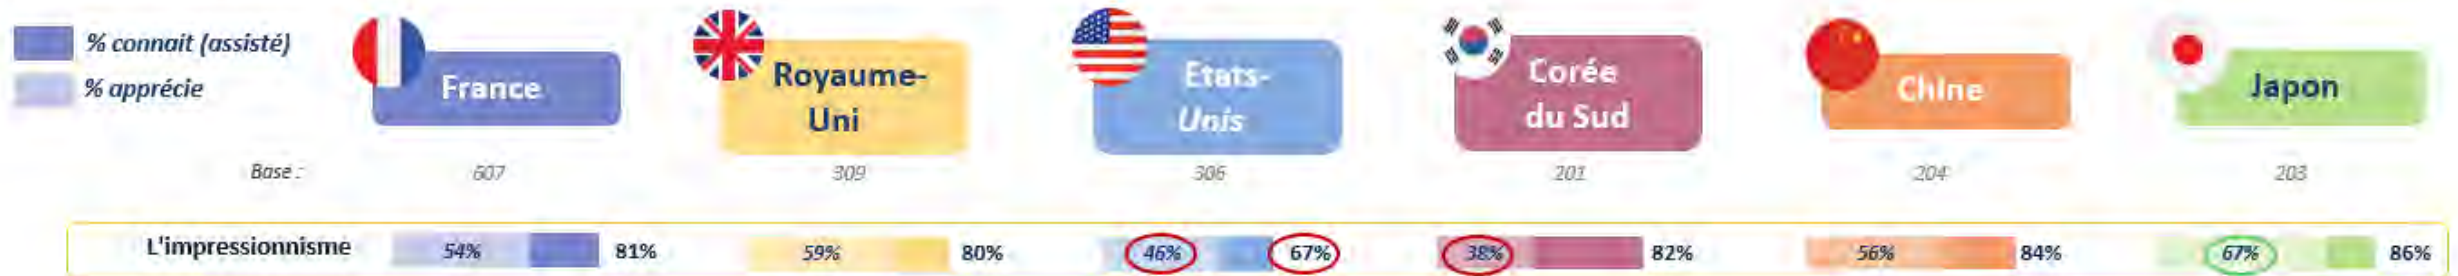 % connait (assisté)
% apprécie
France
Royaume-
Uni
Etats-
Unis
Corée
du Sud
Chine
Japon
Base : 607 309 306 201 204 203
L'impressionnisme 54% 81% 59% 80% 46% 67% 38% 82% 56% 84% 67% 86%